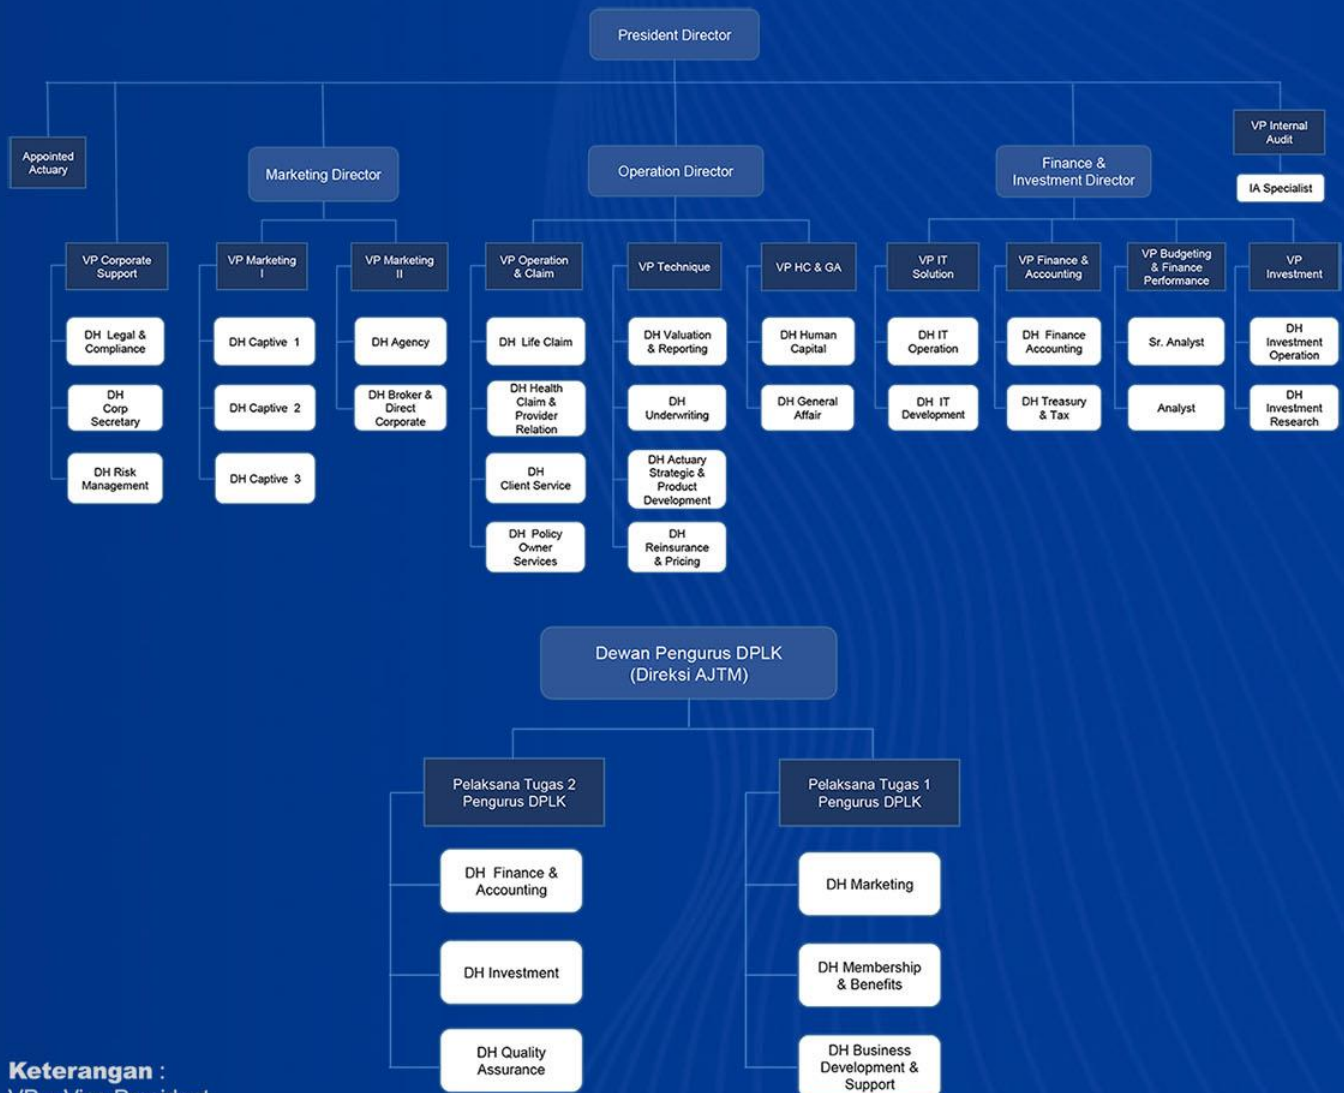 President Director
Appointed
Actuary
Marketing Director
Operation Director
Finance &
Investment Director
VP Internal
Audit
IA Specialist
VP Corporate
Support
VP Marketing
I
VP Marketing
II
VP Operation
& Claim
VP Technique
VP HC & GA
VP IT
Solution
VP Finance &
Accounting
VP Budgeting
& Finance
Performance
VP
Investment
DH Legal &
Compliance
DH
Corp
Secretary
DH Risk
Management
DH Captive 1
DH Captive 2
DH Captive 3
DH Agency
DH Broker &
Direct
Corporate
DH Life Claim
DH Health
Claim &
Provider
Relation
DH
Client Service
DH Policy
Owner
Services
DH Valuation
& Reporting
DH
Underwriting
DH Actuary
Strategic &
Product
Development
DH
Reinsurance
& Pricing
DH Human
Capital
DH General
Affair
DH IT
Operation
DH IT
Development
DH Finance
Accounting
DH Treasury
& Tax
Sr. Analyst
Analyst
DH
Investment
Operation
DH
Investment
Research
Dewan Pengurus DPLK
(Direksi AJTM)
Pelaksana Tugas 2
Pengurus DPLK
DH Finance &
Accounting
DH Investment
DH Quality
Assurance
Pelaksana Tugas 1
Pengurus DPLK
DH Marketing
DH Membership
& Benefits
DH Business
Development &
Support
Keterangan :